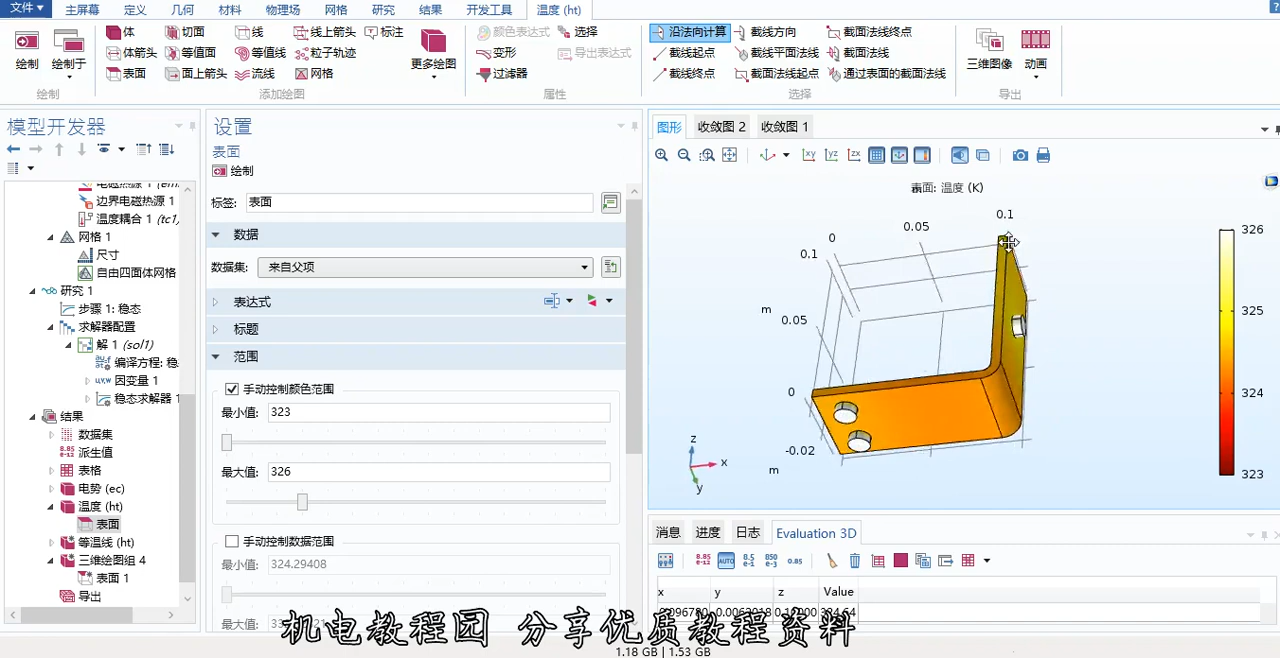 文件 主屏幕 定义 几何 材料 物理场 网格 研究 结果 开发工具 温度 (ht)
绘制 绘制于
绘制
体 切面 线 线上箭头 标注
体箭头 等值面 等值线 粒子轨迹
表面 面上箭头 流线 网格
更多绘图
添加绘图
颜色表达式 选择
变形 导出表达式
过滤器
属性
沿法向计算 截线方向 截面法线终点
截线起点 截线平面法线 截面法线
截线终点 截面法线起点 通过表面的截面法线
选择
三维图像 动画
导出
模型开发器
边界电磁热源 1
温度耦合 1 (tc1)
网格 1
尺寸
自由四面体网格
研究 1
步骤 1: 稳态
求解器配置
解 1 (sol1)
编译方程: 稳
因变量 1
稳态求解器 1
结果
数据集
派生值
表格
电势 (ec)
温度 (ht)
表面
等温线 (ht)
三维绘图组 4
表面 1
导出
设置
表面
绘制
标签: 表面
数据
数据集: 来自父项
表达式
标题
范围
手动控制颜色范围
最小值: 323
最大值: 326
手动控制数据范围
最小值: 324.29408
最大值:
图形 收敛图 2 收敛图 1
xy yz zx
表面: 温度 (K)
0.1
0.05
0
0.1
m
0.05
0
-0.02
m
z
x
y
326
325
324
323
消息 进度 日志 Evaluation 3D
8.85
e-12
AUTO
8.5
e-1
850
e-3
0.85
x y z Value
机电教程园 分享优质教程资料
1.18 GB | 1.53 GB